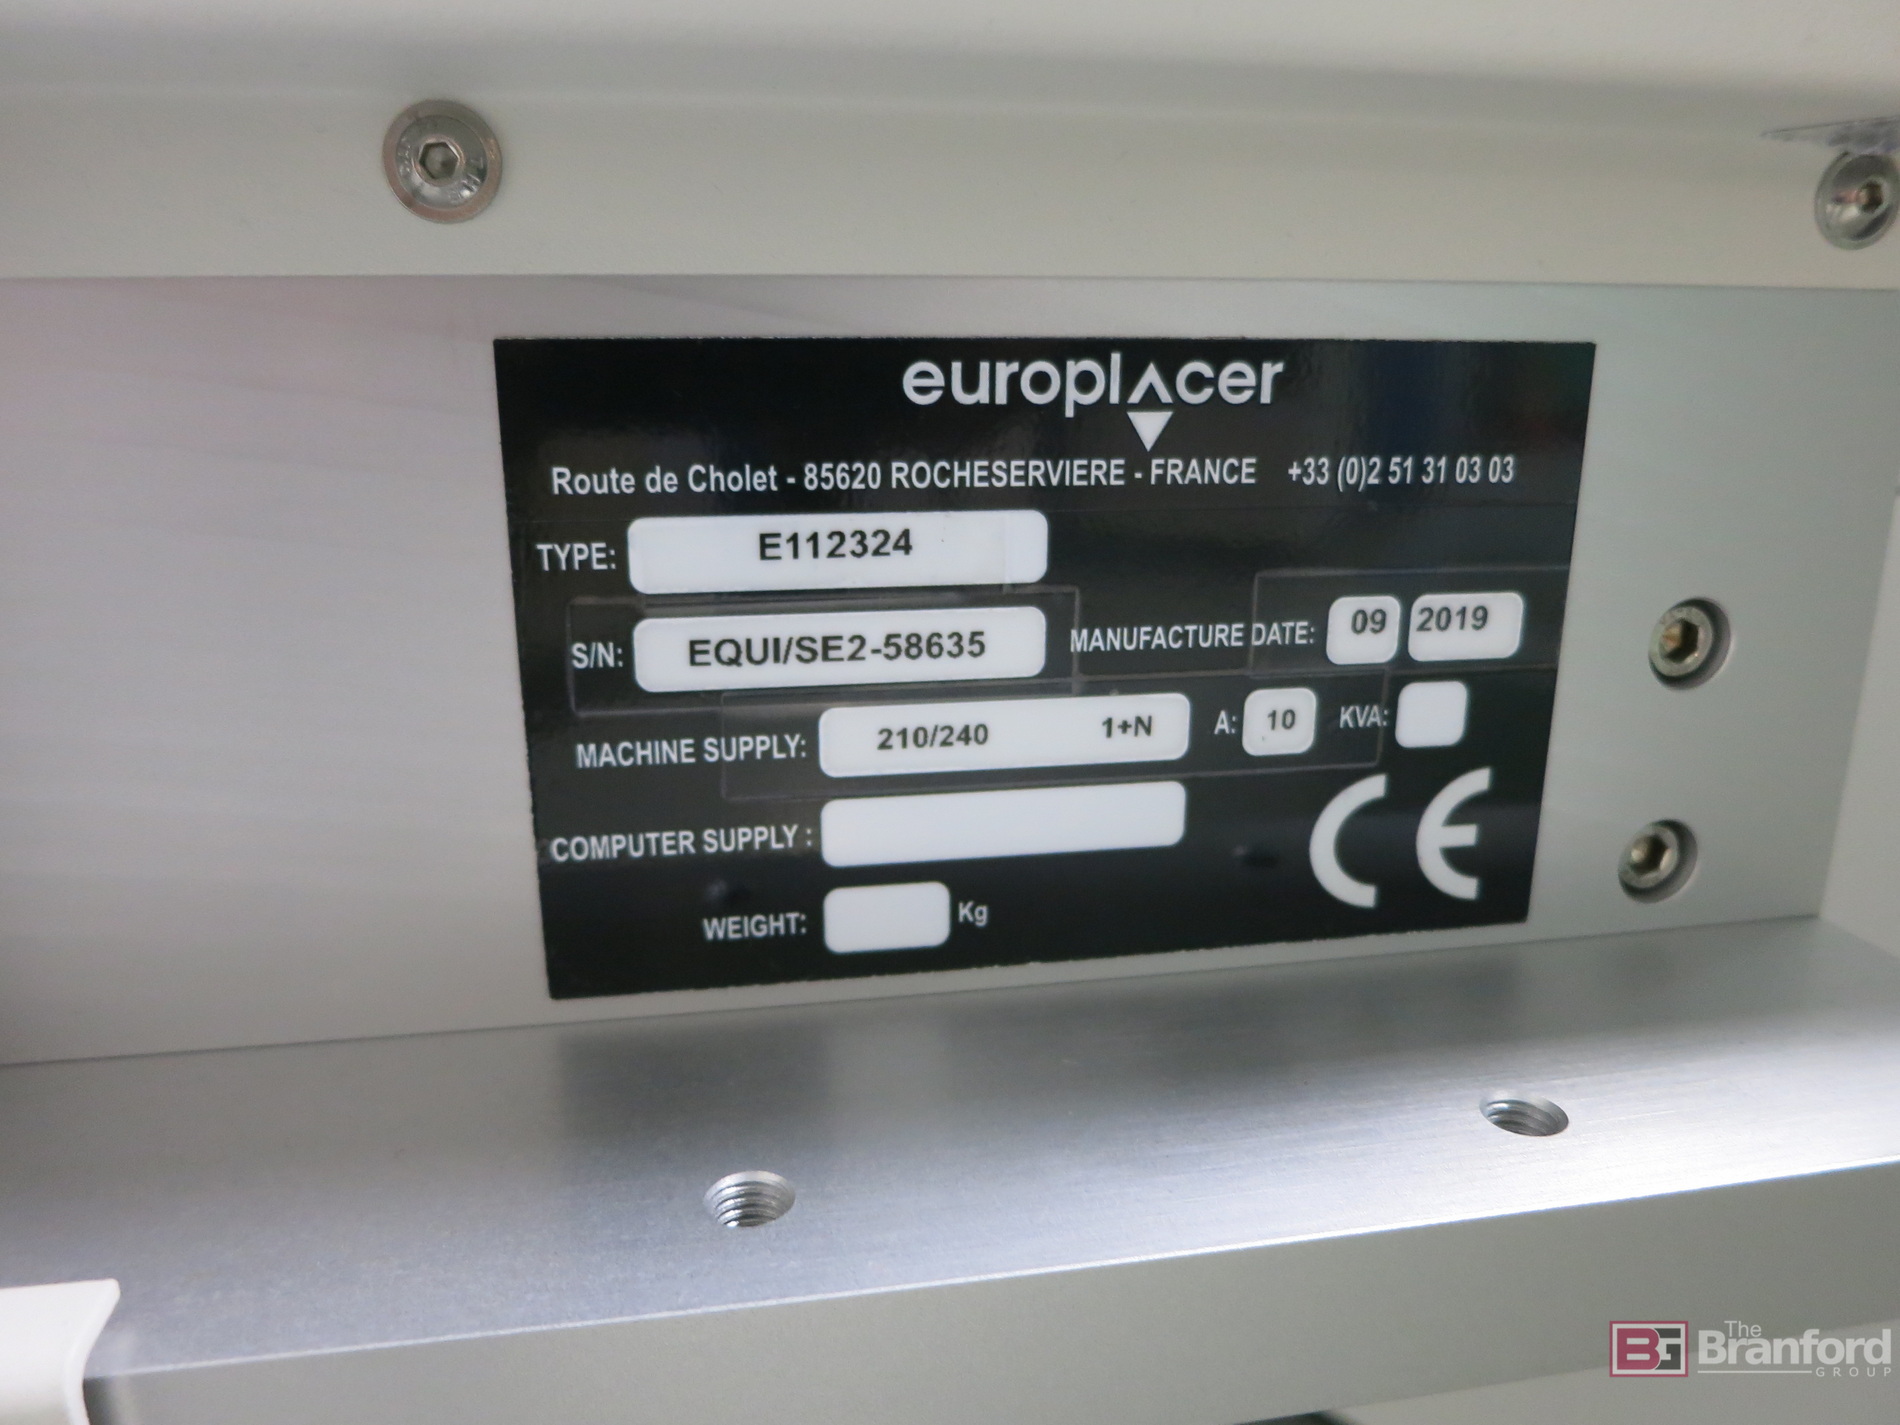 europlacer
Route de Cholet - 85620 ROCHESERVIERE - FRANCE +33 (0)2 51 31 03 03
TYPE: E112324
S/N: EQUI/SE2-58635 MANUFACTURE DATE: 09 2019
MACHINE SUPPLY: 210/240 1+N A: 10 KVA:
COMPUTER SUPPLY :
WEIGHT: Kg
CE
BG The Branford GROUP